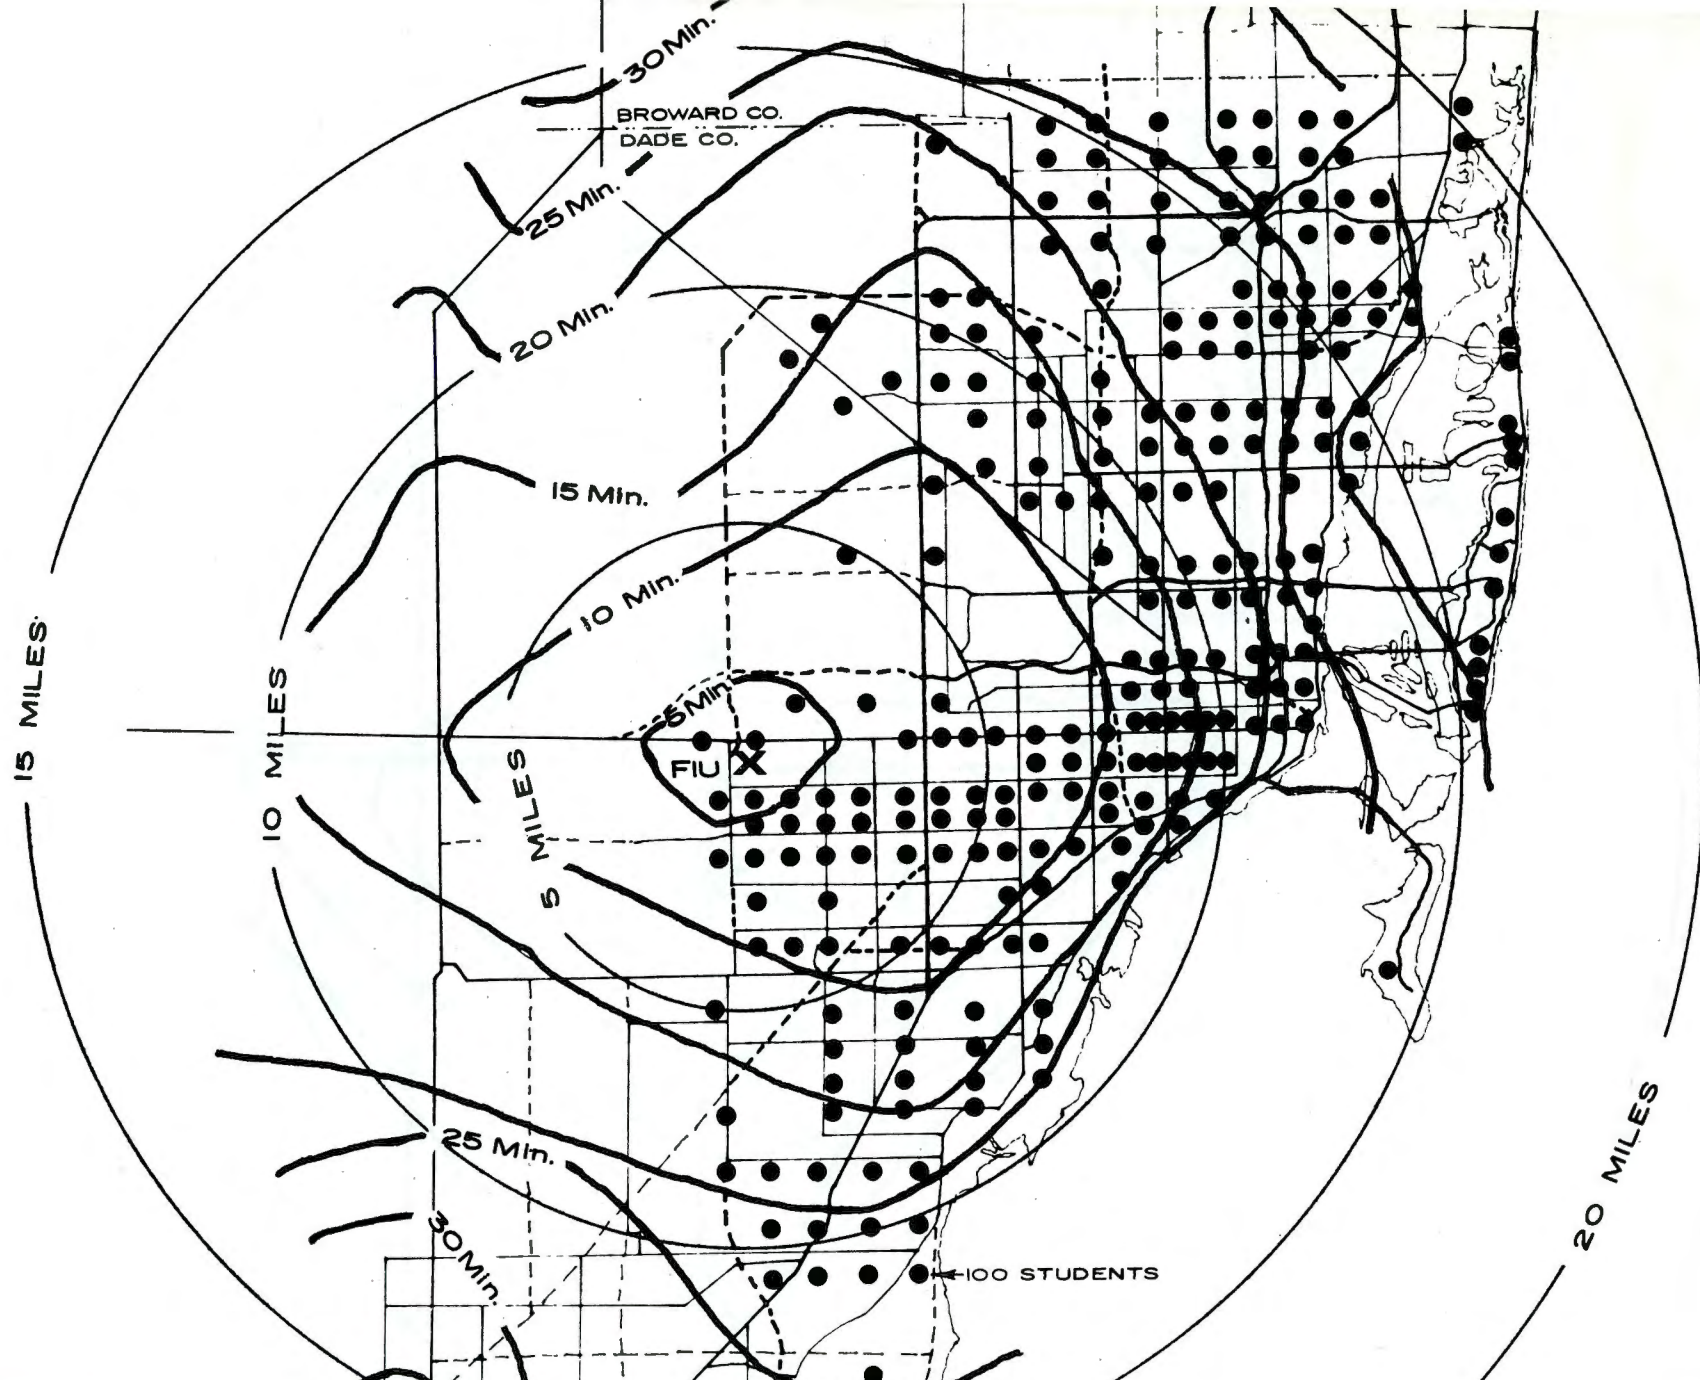 30 Min.
BROWARD CO.
DADE CO.
25 Min.
20 Min.
15 Min.
10 Min.
5 Min.
FIU X
15 MILES
10 MILES
5 MILES
25 Min.
30 Min.
100 STUDENTS
20 MILES